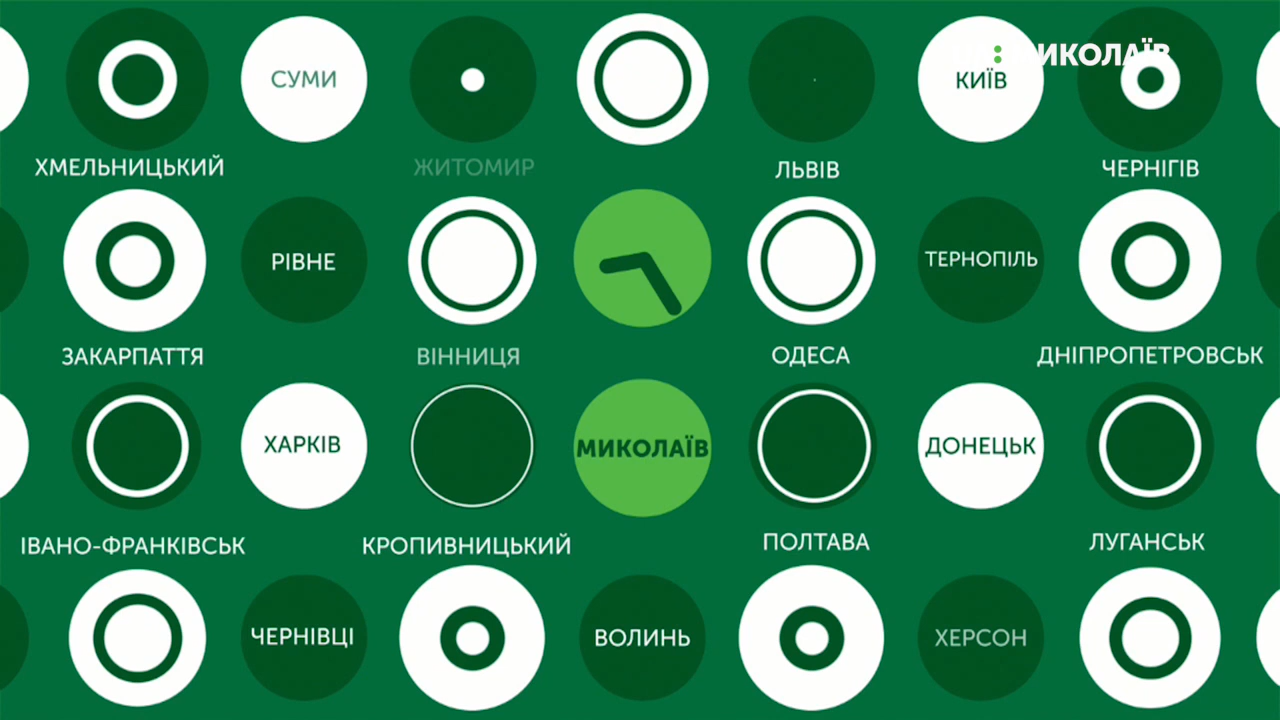 :МИКОЛАЇВ
СУМИ
КИЇВ
ХМЕЛЬНИЦЬКИЙ
ЖИТОМИР
ЛЬВІВ
ЧЕРНІГІВ
РІВНЕ
ТЕРНОПІЛЬ
ЗАКАРПАТТЯ
ВІННИЦЯ
ОДЕСА
ДНІПРОПЕТРОВСЬК
ХАРКІВ
МИКОЛАЇВ
ДОНЕЦЬК
ІВАНО-ФРАНКІВСЬК
КРОПИВНИЦЬКИЙ
ПОЛТАВА
ЛУГАНСЬК
ЧЕРНІВЦІ
ВОЛИНЬ
ХЕРСОН